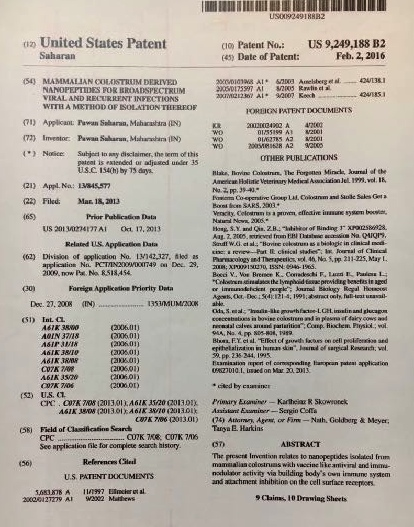 US009249188B2
(12) United States Patent
Saharan
(10) Patent No.: US 9,249,188 B2
(45) Date of Patent: Feb. 2, 2016
(54) MAMMALIAN COLOSTRUM DERIVED
NANOPEPTIDES FOR BROADSPECTRUM
VIRAL AND RECURRENT INFECTIONS
WITH A METHOD OF ISOLATION THEREOF
(71) Applicant: Pawan Saharan, Maharashtra (IN)
(72) Inventor: Pawan Saharan, Maharashtra (IN)
(*) Notice: Subject to any disclaimer, the term of this
patent is extended or adjusted under 35
U.S.C. 154(b) by 75 days.
(21) Appl. No.: 13/845,577
(22) Filed: Mar. 18, 2013
(65) Prior Publication Data
US 2013/0274177 A1 Oct. 17, 2013
Related U.S. Application Data
(62) Division of application No. 13/142,327, filed as
application No. PCT/IN2009/000749 on Dec. 29,
2009, now Pat. No. 8,518,454.
(30) Foreign Application Priority Data
Dec. 27, 2008 (IN) 1353/MUM/2008
(51) Int. Cl.
A61K 38/00 (2006.01)
A01N 37/18 (2006.01)
A61P 31/18 (2006.01)
A61K 38/10 (2006.01)
A61K 38/08 (2006.01)
C07K 7/08 (2006.01)
A61K 35/20 (2006.01)
C07K 7/06 (2006.01)
(52) U.S. Cl.
CPC . C07K 7/08 (2013.01); A61K 35/20 (2013.01);
A61K 38/08 (2013.01); A61K 38/10 (2013.01);
C07K 7/06 (2013.01)
(58) Field of Classification Search
CPC C07K 7/08; C07K 7/06
See application file for complete search history.
(56) References Cited
U.S. PATENT DOCUMENTS
5,683,878 A 11/1997 Eilmeier et al.
2002/0127279 A1 9/2002 Matthews
2003/0103968 A1* 6/2003 424/138.1
2005/0175597 A1 8/2005 Rawlin et al.
2007/0212367 A1* 9/2007 Keech 424/185.1
FOREIGN PATENT DOCUMENTS
KR 20020024902 A 4/2002
WO 01/55199 A1 8/2001
WO 01/62785 A2 8/2001
WO 2005/081628 A2 9/2005
OTHER PUBLICATIONS
Blake, Bovine Colostrum, The Forgotten Miracle, Journal of the
American Holistic Veterinary Medical Association Jul. 1999, vol. 18,
No. 2, pp. 39-40.*
Fonterra Co-operative Group Ltd. Colostrum and Stolle Sales Get a
Boost from SARS, 2003.*
Veracity, Colostrum is a proven, effective immune system booster,
Natural News, 2005.*
Hong, S.Y. and Qin, Z.B., "Inhibitor of Binding 1" XP002586928,
Aug. 2, 2005, retrieved from EBI Database accession No.
Struff W.G. et al., "Bovine colostrum as a biologic in clinical medi-
cine: a review—Part II: clinical studies", Int. Journal of Clinical
Pharmacology and Therapeutics, vol. 46, No 5, pp. 211-225, May 1,
2008; ISSN: 0946-1965.
Bocci V., Von Bremen K., Corradeschi F., Luzzi E., Paulesu L.;
"Colostrum stimulates the lymphoid tissue providing benefits in aged
or immunodeficient people"; Journal Biology Regul Homeost
Agents, Oct.-Dec.; 5(4):121-4, 1991; abstract only, full-text unavail-
able.
Oda, S. et al.; "Insulin-like growth factor-1, GH, insulin and glucagon
concentrations in bovine colostrum and in plasma of dairy cows and
neonatal calves around parturition"; Comp. Biochem. Physiol.; vol.
94A, No. 4, pp. 805-808, 1989.
Bhora, F.Y. et al. "Effect of growth factors on cell proliferation and
epithelialization in human skin", Journal of Surgical Research; vol.
59, pp. 236-244, 1995.
Examination report of corresponding European patent application
09827010.1, issued on Mar. 20, 2013.
* cited by examiner
Primary Examiner — Karlheinz R Skowronek
Assistant Examiner — Sergio Coffa
(74) Attorney, Agent, or Firm — Nath, Goldberg & Meyer;
Tanya E. Harkins
(57) ABSTRACT
The present Invention relates to nanopeptides isolated from
mammalian colostrums with vaccine like antiviral and immu-
nodulator activity via building body's own immune system
and attachment inhibition on the cell surface receptors.
9 Claims, 10 Drawing Sheets